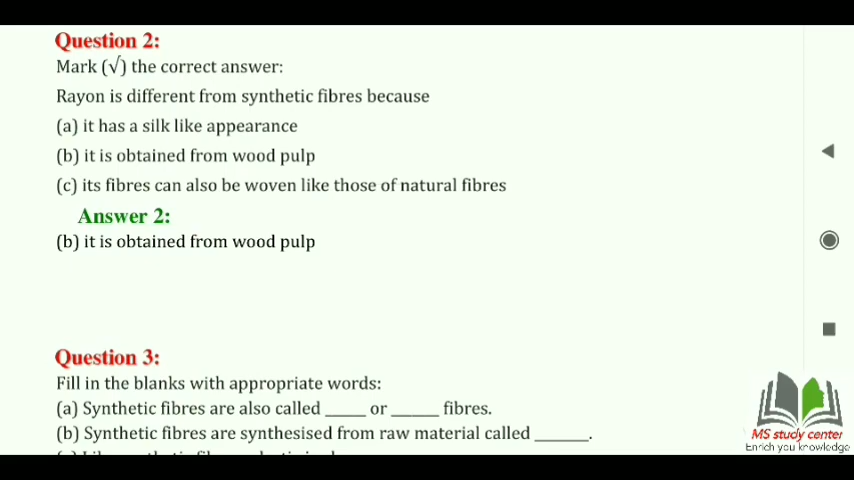 Question 2:
Mark (√) the correct answer:
Rayon is different from synthetic fibres because
(a) it has a silk like appearance
(b) it is obtained from wood pulp
(c) its fibres can also be woven like those of natural fibres
Answer 2:
(b) it is obtained from wood pulp
Question 3:
Fill in the blanks with appropriate words:
(a) Synthetic fibres are also called _____ or ______ fibres.
(b) Synthetic fibres are synthesised from raw material called _______.
MS study center
Enrich you knowledge